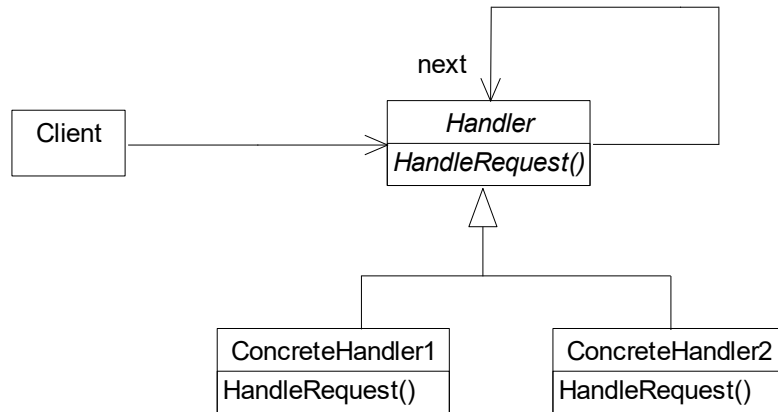 next
Handler
Client
HandleRequest()
ConcreteHandler1
ConcreteHandler2
HandleRequest()
HandleRequest()